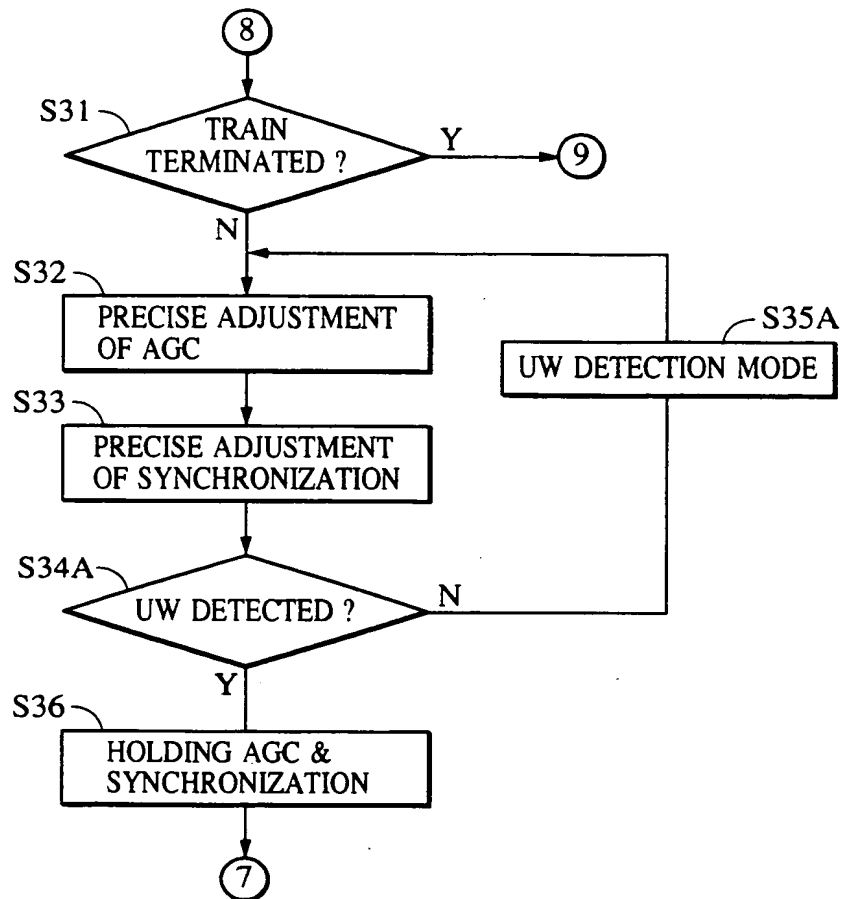 8
S31
TRAIN
TERMINATED ?
Y
9
N
S32
PRECISE ADJUSTMENT
OF AGC
S35A
UW DETECTION MODE
S33
PRECISE ADJUSTMENT
OF SYNCHRONIZATION
S34A
UW DETECTED ?
N
Y
S36
HOLDING AGC &
SYNCHRONIZATION
7